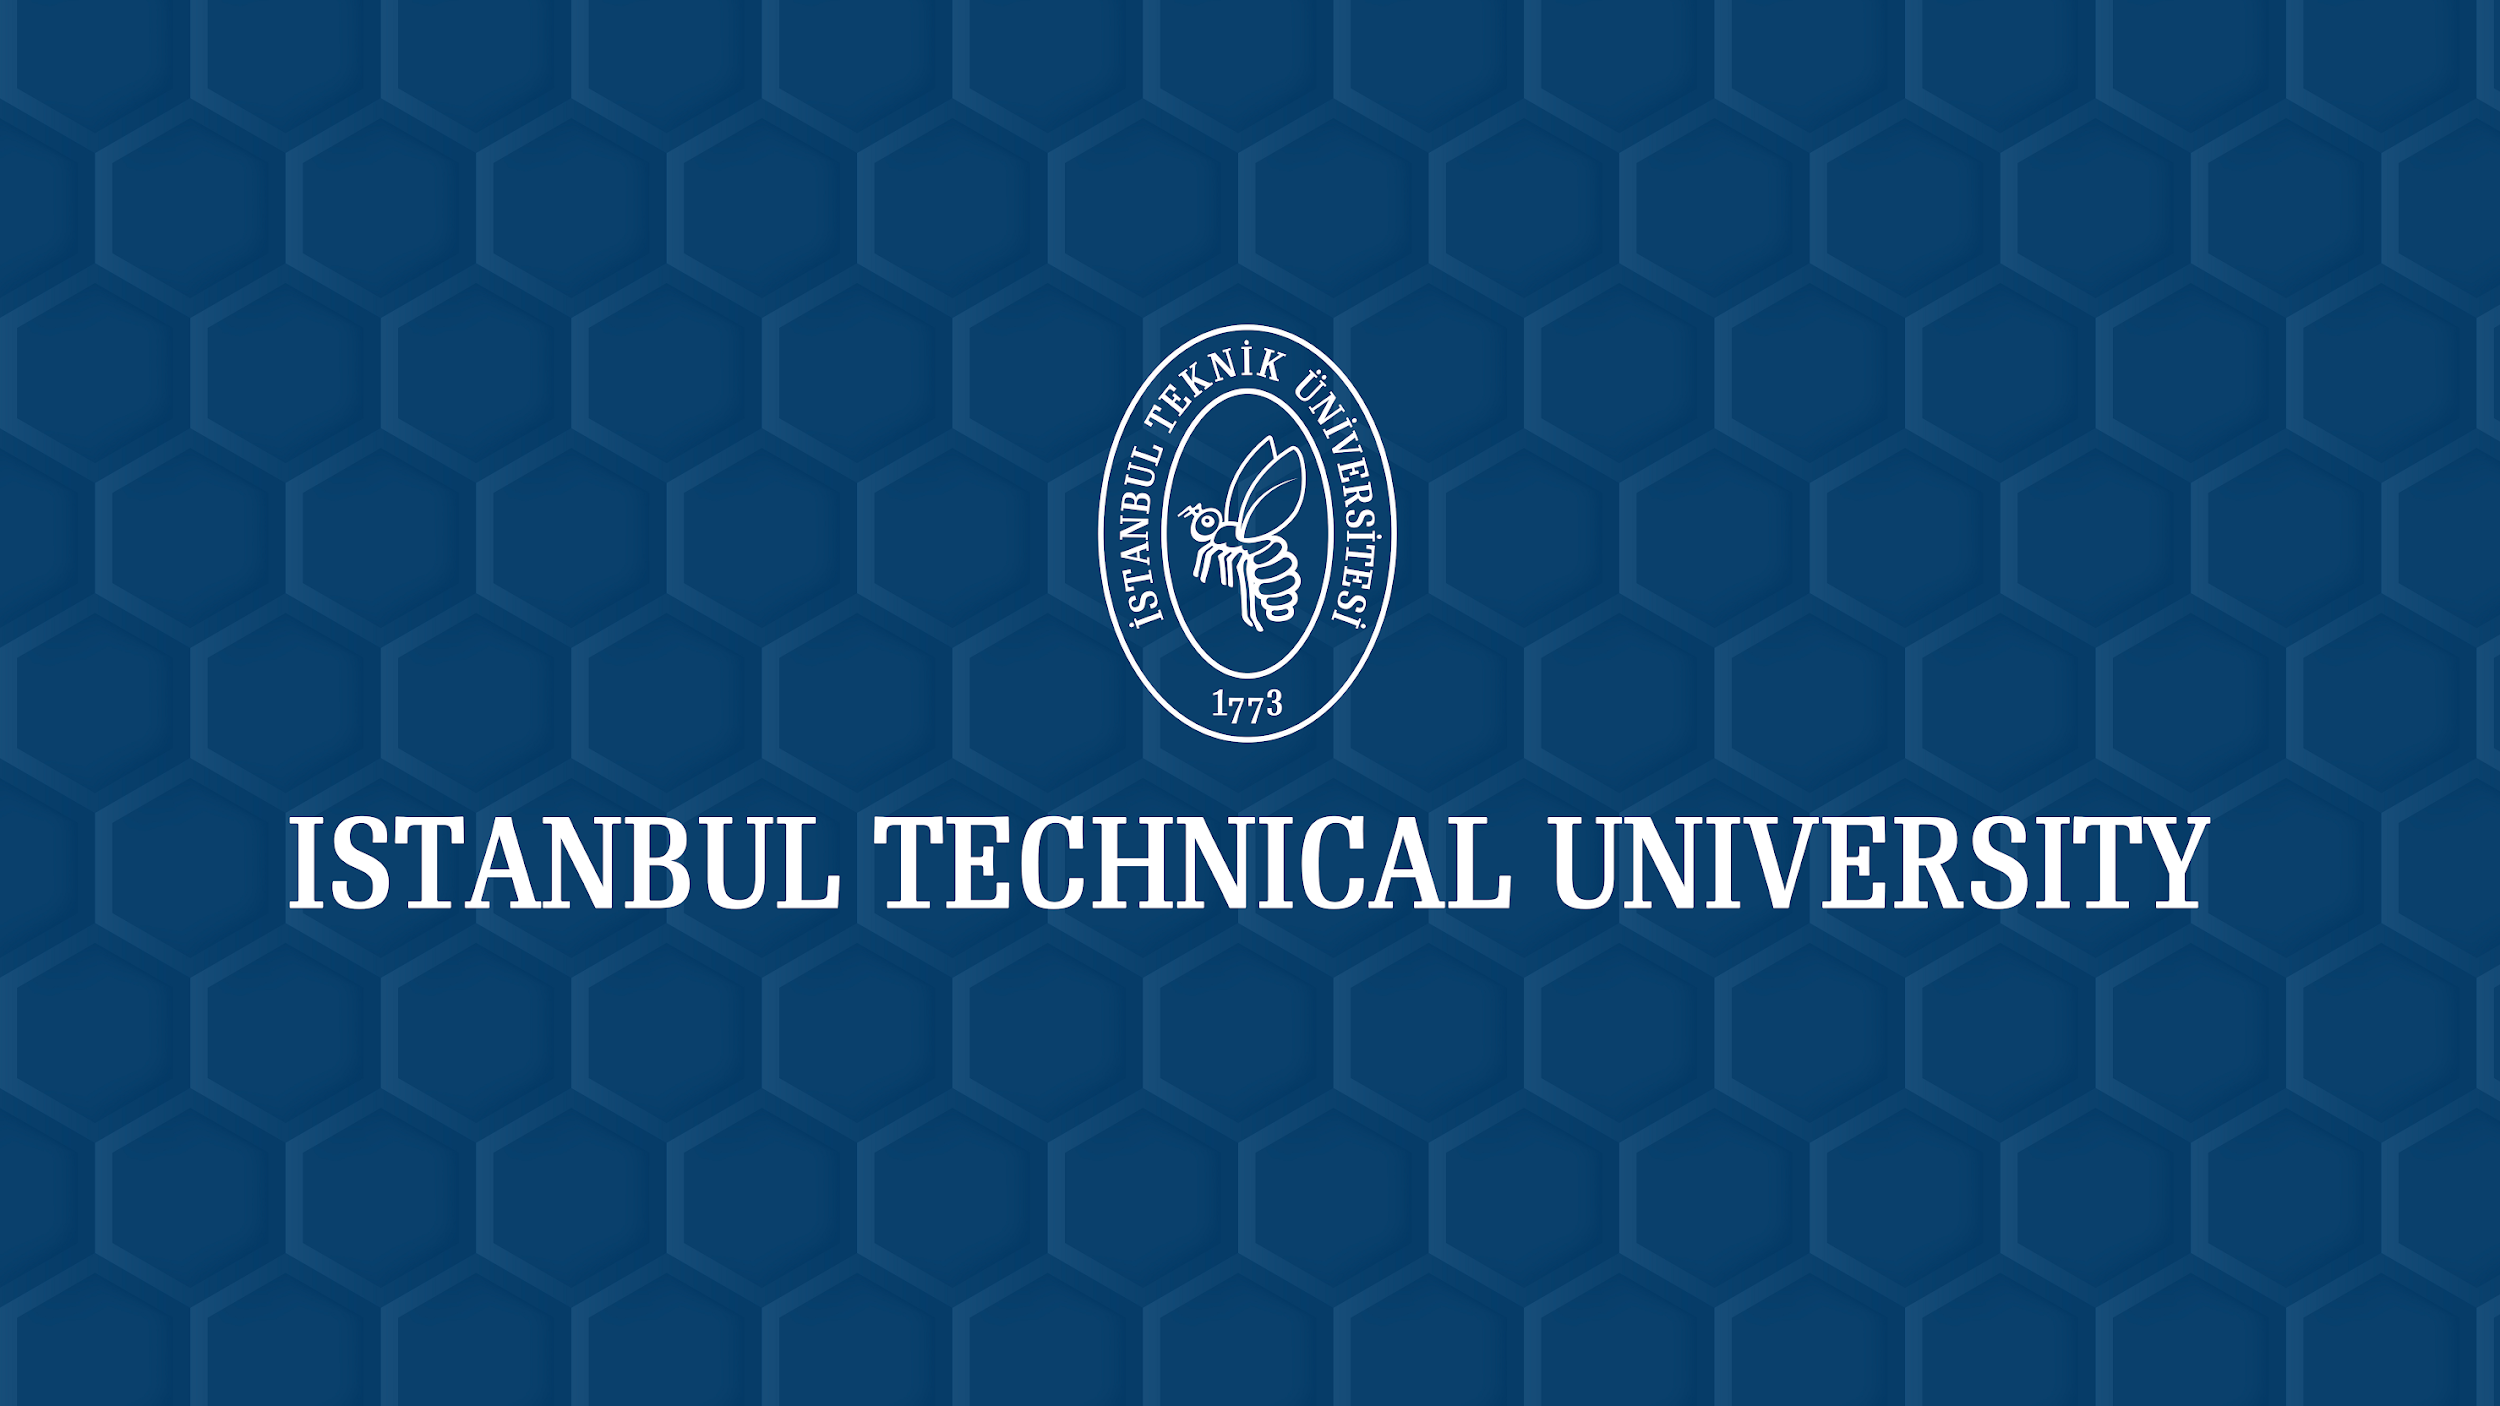 İSTANBUL TEKNİK ÜNİVERSİTESİ
1773
ISTANBUL TECHNICAL UNIVERSITY